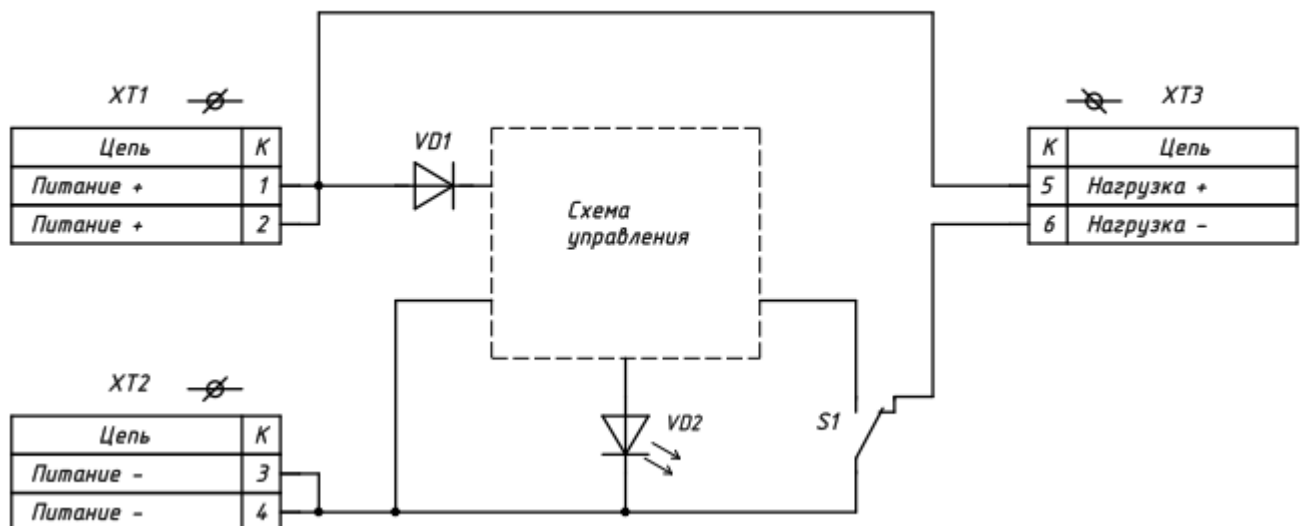 XT1
Цепь К
Питание + 1
Питание + 2
VD1
Схема
управления
XT3
К Цепь
5 Нагрузка +
6 Нагрузка -
XT2
Цепь К
Питание - 3
Питание - 4
VD2
S1